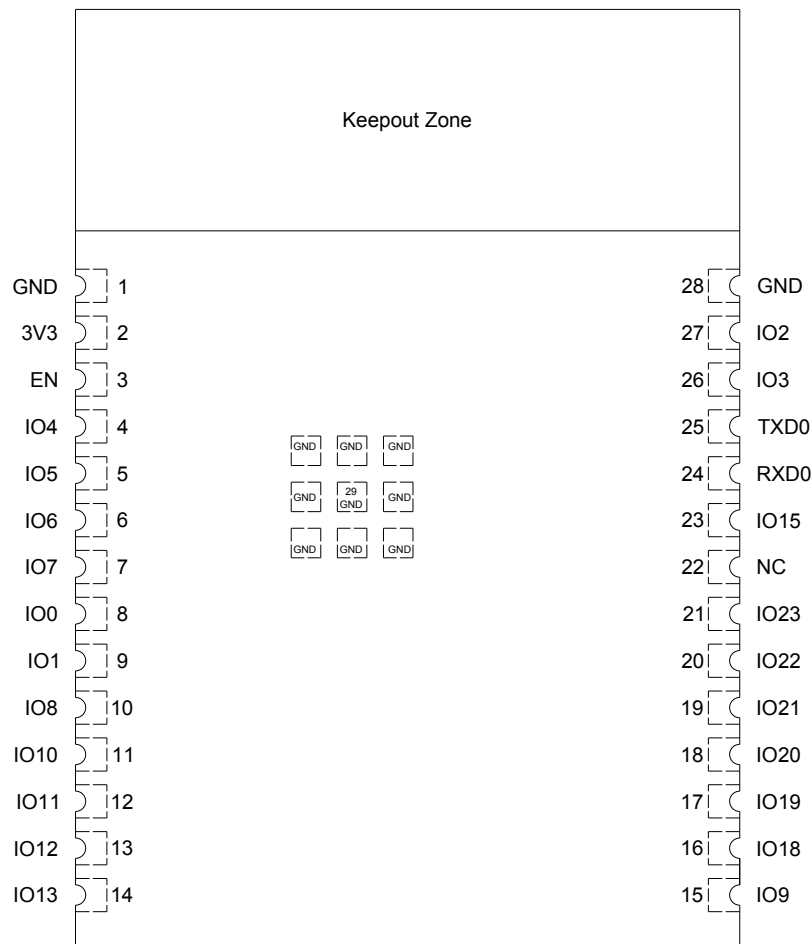 Keepout Zone
GND 1 28 GND
3V3 2 27 IO2
EN 3 26 IO3
IO4 4 25 TXD0
GND GND GND
IO5 5 24 RXD0
GND 29 GND GND
IO6 6 23 IO15
GND GND GND
IO7 7 22 NC
IO0 8 21 IO23
IO1 9 20 IO22
IO8 10 19 IO21
IO10 11 18 IO20
IO11 12 17 IO19
IO12 13 16 IO18
IO13 14 15 IO9